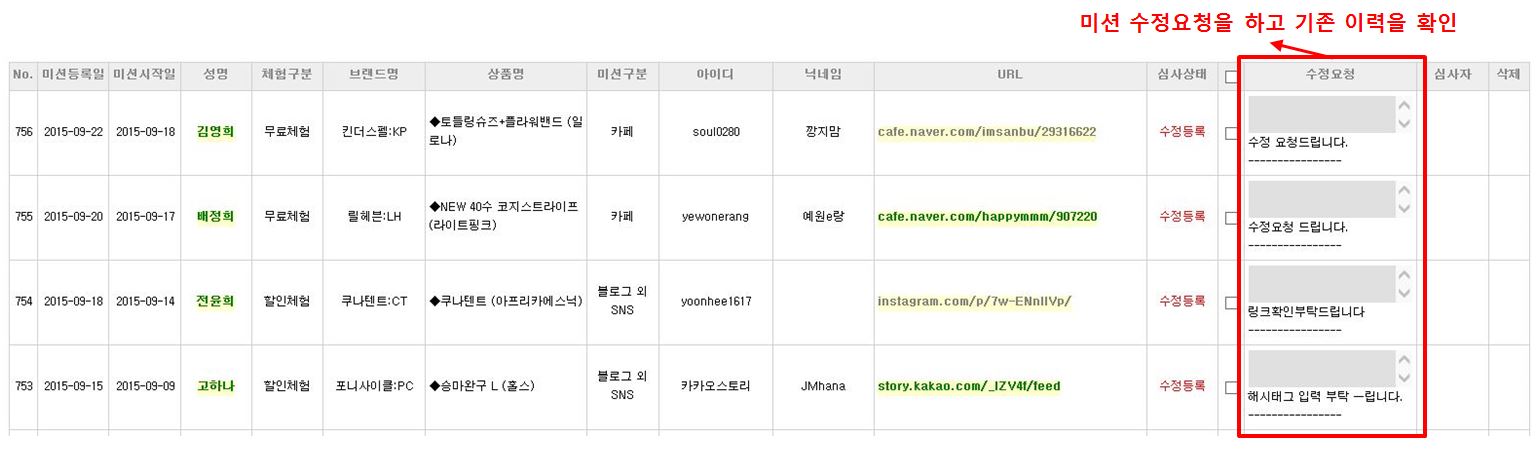 미션 수정요청을 하고 기존 이력을 확인
No. 미션등록일 미션시작일 성명 체험구분 브랜드명 상품명 미션구분 아이디 닉네임 URL 심사상태 수정요청 심사자 삭제
756 2015-09-22 2015-09-18 김영희 무료체험 킨더스펠:KP ◆토들링슈즈+플라워밴드 (일로나) 카페 soul0280 깡지맘 cafe.naver.com/imsanbu/29316622 수정등록 수정 요청드립니다.
----------------
755 2015-09-20 2015-09-17 배정희 무료체험 릴헤븐:LH ◆NEW 40수 코지스트라이프 (라이트핑크) 카페 yewonerang 예원e랑 cafe.naver.com/happymmm/907220 수정등록 수정요청 드립니다.
----------------
754 2015-09-18 2015-09-14 전윤희 할인체험 쿠나텐트:CT ◆쿠나텐트 (아프리카에스닉) 블로그 외 SNS yoonhee1617 instagram.com/p/7w-ENnIIVp/ 수정등록 링크확인부탁드립니다
----------------
753 2015-09-15 2015-09-09 고하나 할인체험 포니사이클:PC ◆승마완구 L (홀스) 블로그 외 SNS 카카오스토리 JMhana story.kakao.com/_IZV4f/feed 수정등록 해시태그 입력 부탁 ㅡ립니다.
----------------